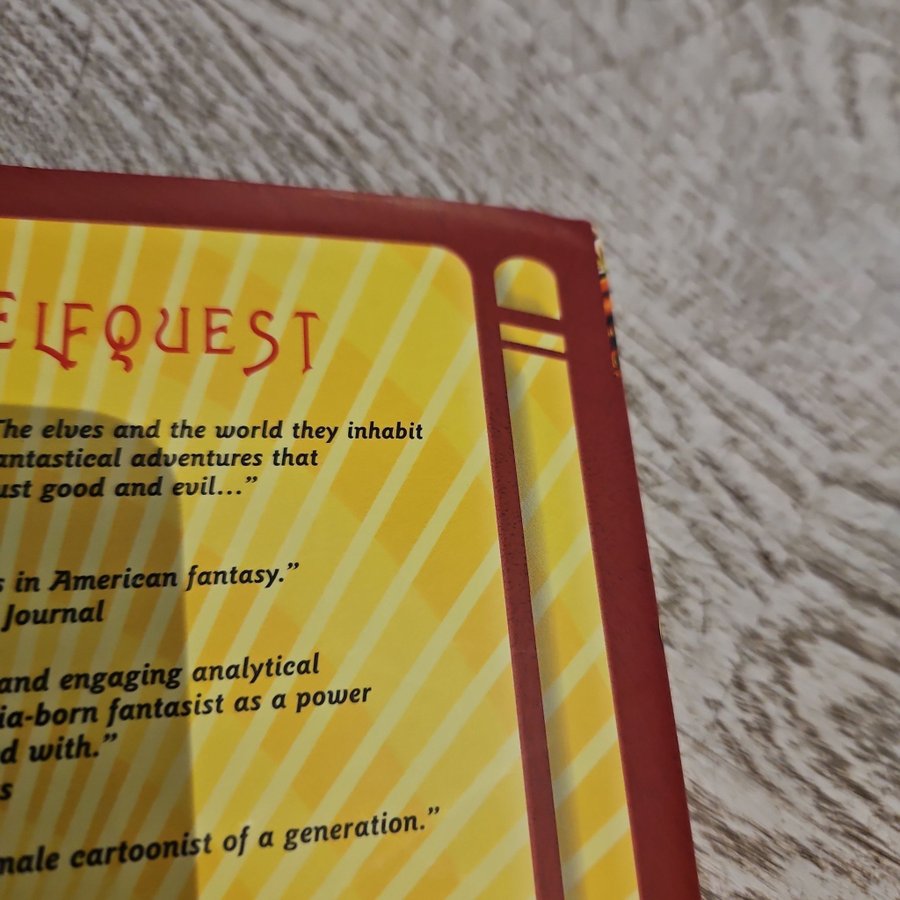 ELFQUEST
The elves and the world they inhabit
antastical adventures that
ust good and evil..."
s in American fantasy."
Journal
and engaging analytical
ia-born fantasist as a power
d with."
s
male cartoonist of a generation."